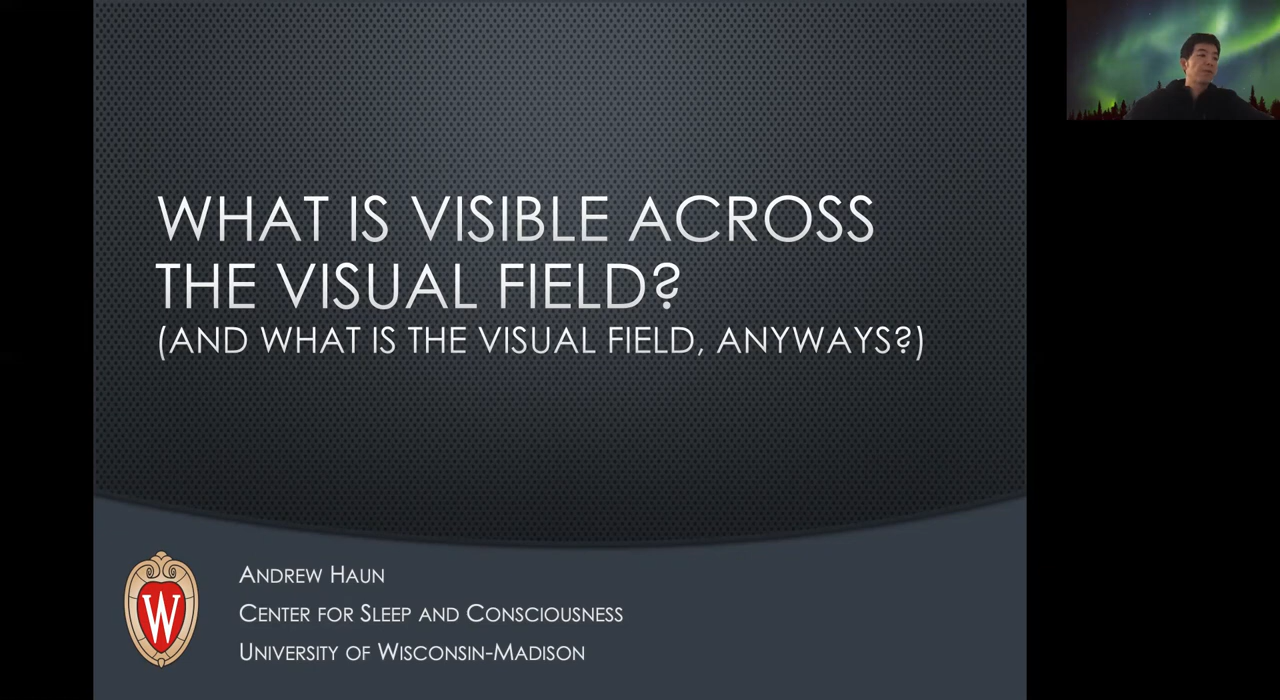 WHAT IS VISIBLE ACROSS
THE VISUAL FIELD?
(AND WHAT IS THE VISUAL FIELD, ANYWAYS?)
W
ANDREW HAUN
CENTER FOR SLEEP AND CONSCIOUSNESS
UNIVERSITY OF WISCONSIN-MADISON